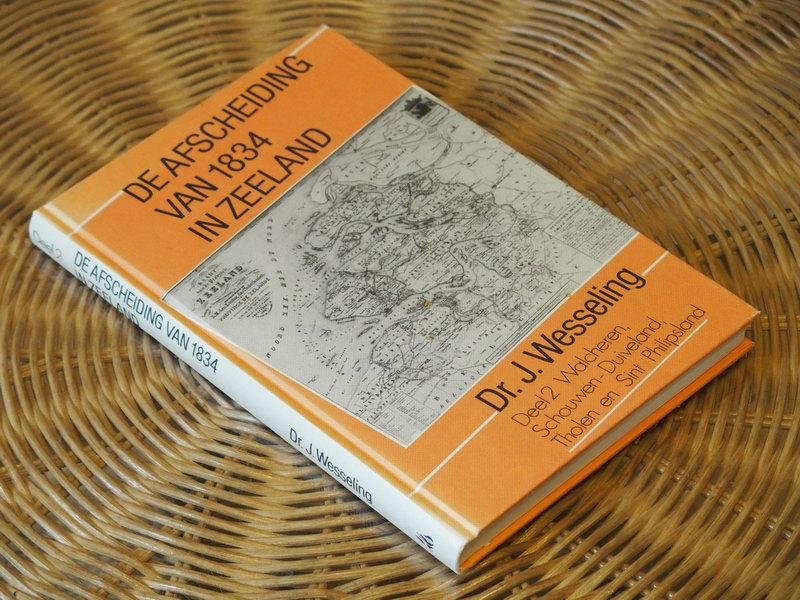 DE AFSCHEIDING
VAN 1834
IN ZEELAND
ZEELAND
Dr. J. Wesseling
Deel 2 Walcheren,
Schouwen-Duiveland,
Tholen en Sint Philipsland
Deel 2
DE AFSCHEIDING VAN 1834
IN ZEELAND
Dr. J. Wesseling